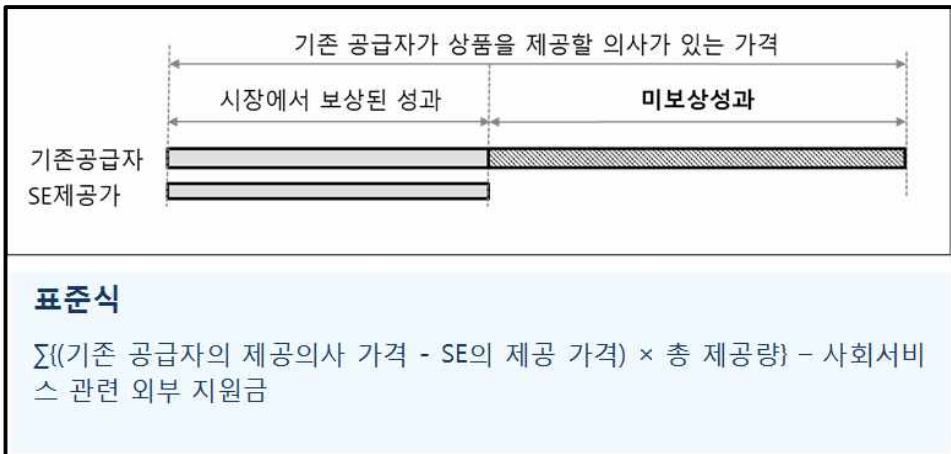 기존 공급자가 상품을 제공할 의사가 있는 가격
시장에서 보상된 성과 미보상성과
기존공급자
SE제공가
표준식
∑{(기존 공급자의 제공의사 가격 - SE의 제공 가격) × 총 제공량} – 사회서비
스 관련 외부 지원금